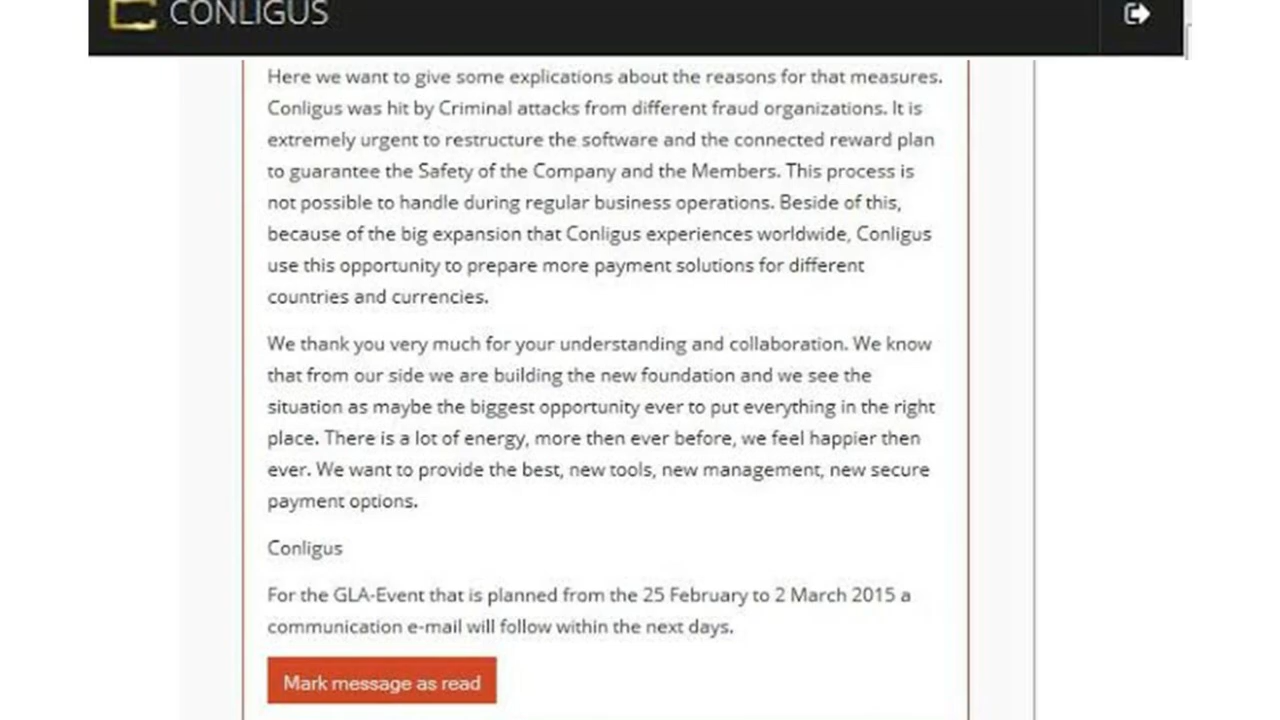 CONLIGUS
Here we want to give some explications about the reasons for that measures.
Conligus was hit by Criminal attacks from different fraud organizations. It is
extremely urgent to restructure the software and the connected reward plan
to guarantee the Safety of the Company and the Members. This process is
not possible to handle during regular business operations. Beside of this,
because of the big expansion that Conligus experiences worldwide, Conligus
use this opportunity to prepare more payment solutions for different
countries and currencies.
We thank you very much for your understanding and collaboration. We know
that from our side we are building the new foundation and we see the
situation as maybe the biggest opportunity ever to put everything in the right
place. There is a lot of energy, more then ever before, we feel happier then
ever. We want to provide the best, new tools, new management, new secure
payment options.
Conligus
For the GLA-Event that is planned from the 25 February to 2 March 2015 a
communication e-mail will follow within the next days.
Mark message as read